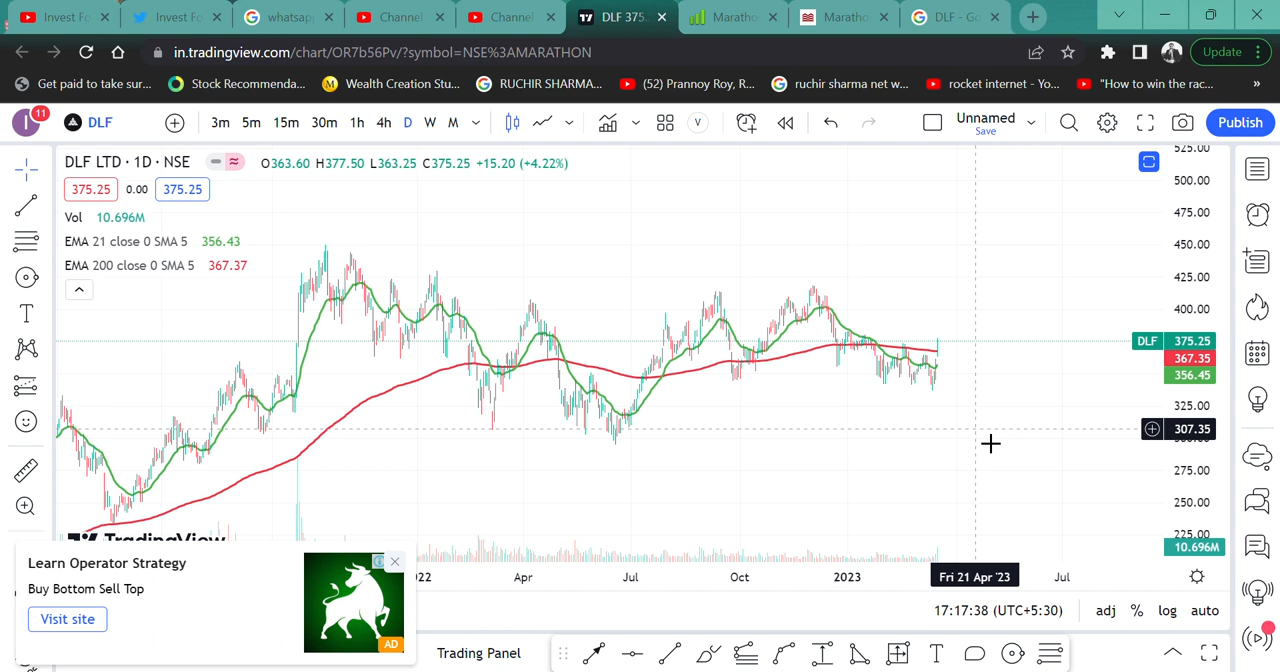 Invest Fo
Invest Fo
whatsap
Channel
Channel
DLF 375.
Maratho
Maratho
DLF - Go
in.tradingview.com/chart/OR7b56Pv/?symbol=NSE%3AMARATHON
Update
Get paid to take sur...
Stock Recommenda...
Wealth Creation Stu...
RUCHIR SHARMA...
(52) Prannoy Roy, R...
ruchir sharma net w...
rocket internet - Yo...
"How to win the rac...
»
I 11
DLF
3m 5m 15m 30m 1h 4h D W M
V
Unnamed
Save
Publish
DLF LTD · 1D · NSE
O363.60 H377.50 L363.25 C375.25 +15.20 (+4.22%)
375.25 0.00 375.25
Vol 10.696M
EMA 21 close 0 SMA 5 356.43
EMA 200 close 0 SMA 5 367.37
525.00
500.00
475.00
450.00
425.00
400.00
DLF 375.25
367.35
356.45
325.00
307.35
300.00
275.00
250.00
225.00
10.696M
TradingView
2022 Apr Jul Oct 2023 Fri 21 Apr '23 Jul
17:17:38 (UTC+5:30) adj % log auto
Learn Operator Strategy
Buy Bottom Sell Top
Visit site
AD
Trading Panel